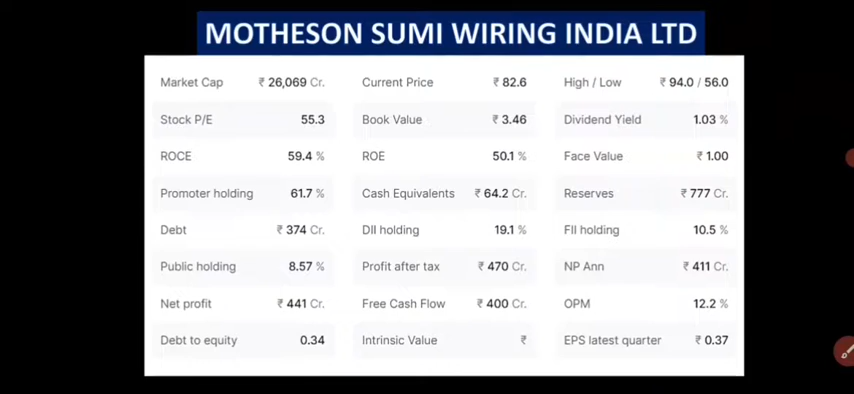 MOTHESON SUMI WIRING INDIA LTD
Market Cap ₹ 26,069 Cr. Current Price ₹ 82.6 High / Low ₹ 94.0 / 56.0
Stock P/E 55.3 Book Value ₹ 3.46 Dividend Yield 1.03 %
ROCE 59.4 % ROE 50.1 % Face Value ₹ 1.00
Promoter holding 61.7 % Cash Equivalents ₹ 64.2 Cr. Reserves ₹ 777 Cr.
Debt ₹ 374 Cr. DII holding 19.1 % FII holding 10.5 %
Public holding 8.57 % Profit after tax ₹ 470 Cr. NP Ann ₹ 411 Cr.
Net profit ₹ 441 Cr. Free Cash Flow ₹ 400 Cr. OPM 12.2 %
Debt to equity 0.34 Intrinsic Value ₹ EPS latest quarter ₹ 0.37